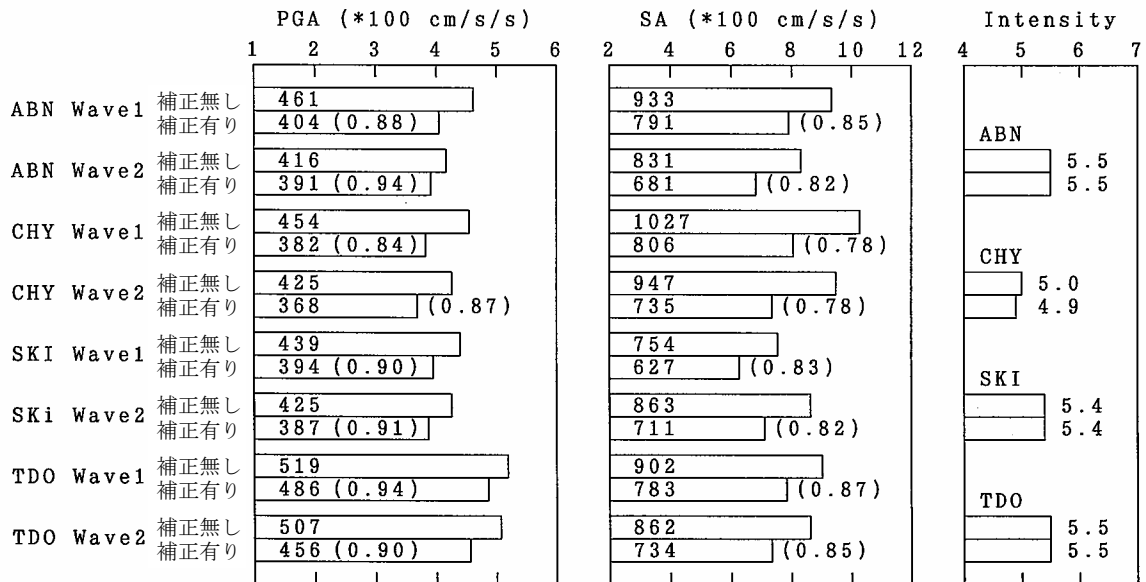 PGA (*100 cm/s/s) SA (*100 cm/s/s) Intensity
1 2 3 4 5 6 2 4 6 8 10 12 4 5 6 7
ABN Wave1 補正無し 461 933
補正有り 404 (0.88) 791 (0.85)
ABN
ABN Wave2 補正無し 416 831 5.5
補正有り 391 (0.94) 681 (0.82) 5.5
CHY Wave1 補正無し 454 1027
補正有り 382 (0.84) 806 (0.78)
CHY
CHY Wave2 補正無し 425 947 5.0
補正有り 368 (0.87) 735 (0.78) 4.9
SKI Wave1 補正無し 439 754
補正有り 394 (0.90) 627 (0.83)
SKI
SKi Wave2 補正無し 425 863 5.4
補正有り 387 (0.91) 711 (0.82) 5.4
TDO Wave1 補正無し 519 902
補正有り 486 (0.94) 783 (0.87)
TDO
TDO Wave2 補正無し 507 862 5.5
補正有り 456 (0.90) 734 (0.85) 5.5